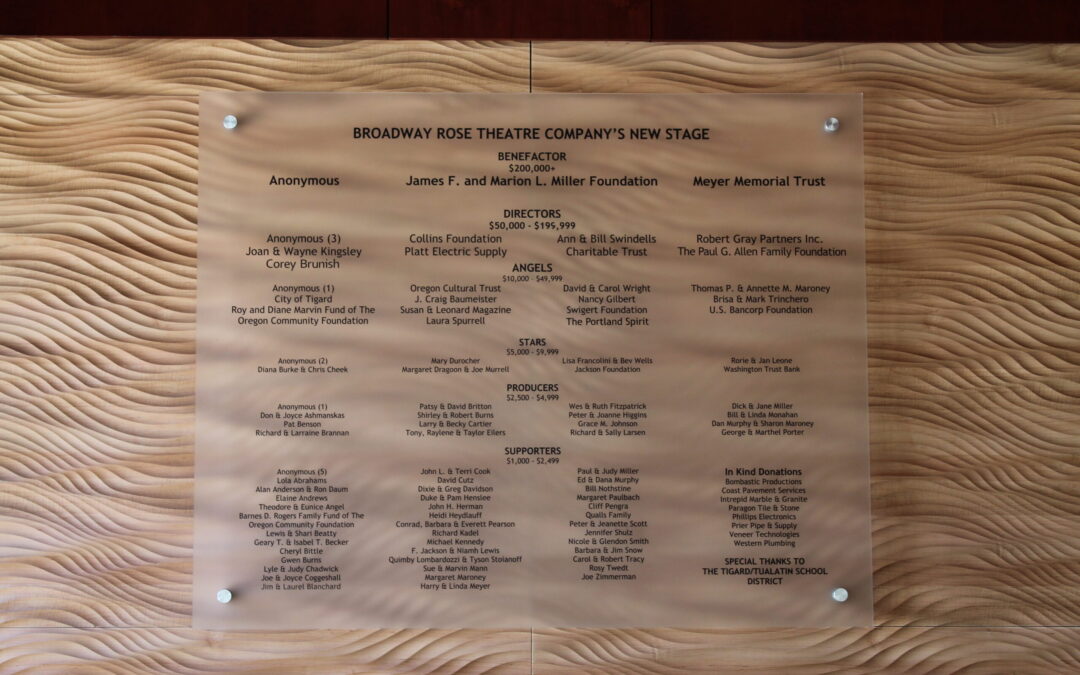 BROADWAY ROSE THEATRE COMPANY'S NEW STAGE
BENEFACTOR
$200,000+
Anonymous
James F. and Marion L. Miller Foundation
Meyer Memorial Trust
DIRECTORS
$50,000 - $195,999
Anonymous (3)
Joan & Wayne Kingsley
Corey Brunish
Collins Foundation
Platt Electric Supply
Ann & Bill Swindells
Charitable Trust
Robert Gray Partners Inc.
The Paul G. Allen Family Foundation
ANGELS
$10,000 - $49,999
Anonymous (1)
City of Tigard
Roy and Diane Marvin Fund of The
Oregon Community Foundation
Oregon Cultural Trust
J. Craig Baumeister
Susan & Leonard Magazine
Laura Spurrell
David & Carol Wright
Nancy Gilbert
Swigert Foundation
The Portland Spirit
Thomas P. & Annette M. Maroney
Brisa & Mark Trinchero
U.S. Bancorp Foundation
STARS
$5,000 - $9,999
Anonymous (2)
Diana Burke & Chris Cheek
Mary Durocher
Margaret Dragoon & Joe Murrell
Lisa Francolini & Bev Wells
Jackson Foundation
Rorie & Jan Leone
Washington Trust Bank
PRODUCERS
$2,500 - $4,999
Anonymous (1)
Don & Joyce Ashmanskas
Pat Benson
Richard & Larraine Brannan
Patsy & David Britton
Shirley & Robert Burns
Larry & Becky Cartier
Tony, Raylene & Taylor Eilers
Wes & Ruth Fitzpatrick
Peter & Joanne Higgins
Grace M. Johnson
Richard & Sally Larsen
Dick & Jane Miller
Bill & Linda Monahan
Dan Murphy & Sharon Maroney
George & Marthel Porter
SUPPORTERS
$1,000 - $2,499
Anonymous (5)
Lola Abrahams
Alan Anderson & Ron Daum
Elaine Andrews
Theodore & Eunice Angel
Barnes D. Rogers Family Fund of The
Oregon Community Foundation
Lewis & Shari Beatty
Geary T. & Isabel T. Becker
Cheryl Bittle
Gwen Burns
Lyle & Judy Chadwick
Joe & Joyce Coggeshall
Jim & Laurel Blanchard
John L. & Terri Cook
David Cutz
Dixie & Greg Davidson
Duke & Pam Henslee
John H. Herman
Heidi Heydlauff
Conrad, Barbara & Everett Pearson
Richard Kadel
Michael Kennedy
F. Jackson & Niamh Lewis
Quimby Lombardozzi & Tyson Stolanoff
Sue & Marvin Mann
Margaret Maroney
Harry & Linda Meyer
Paul & Judy Miller
Ed & Dana Murphy
Bill Nothstine
Margaret Paulbach
Cliff Pengra
Qualls Family
Peter & Jeanette Scott
Jennifer Shulz
Nicole & Glendon Smith
Barbara & Jim Snow
Carol & Robert Tracy
Rosy Twedt
Joe Zimmerman
In Kind Donations
Bombastic Productions
Coast Pavement Services
Intrepid Marble & Granite
Paragon Tile & Stone
Phillips Electronics
Prier Pipe & Supply
Veneer Technologies
Western Plumbing
SPECIAL THANKS TO
THE TIGARD/TUALATIN SCHOOL
DISTRICT